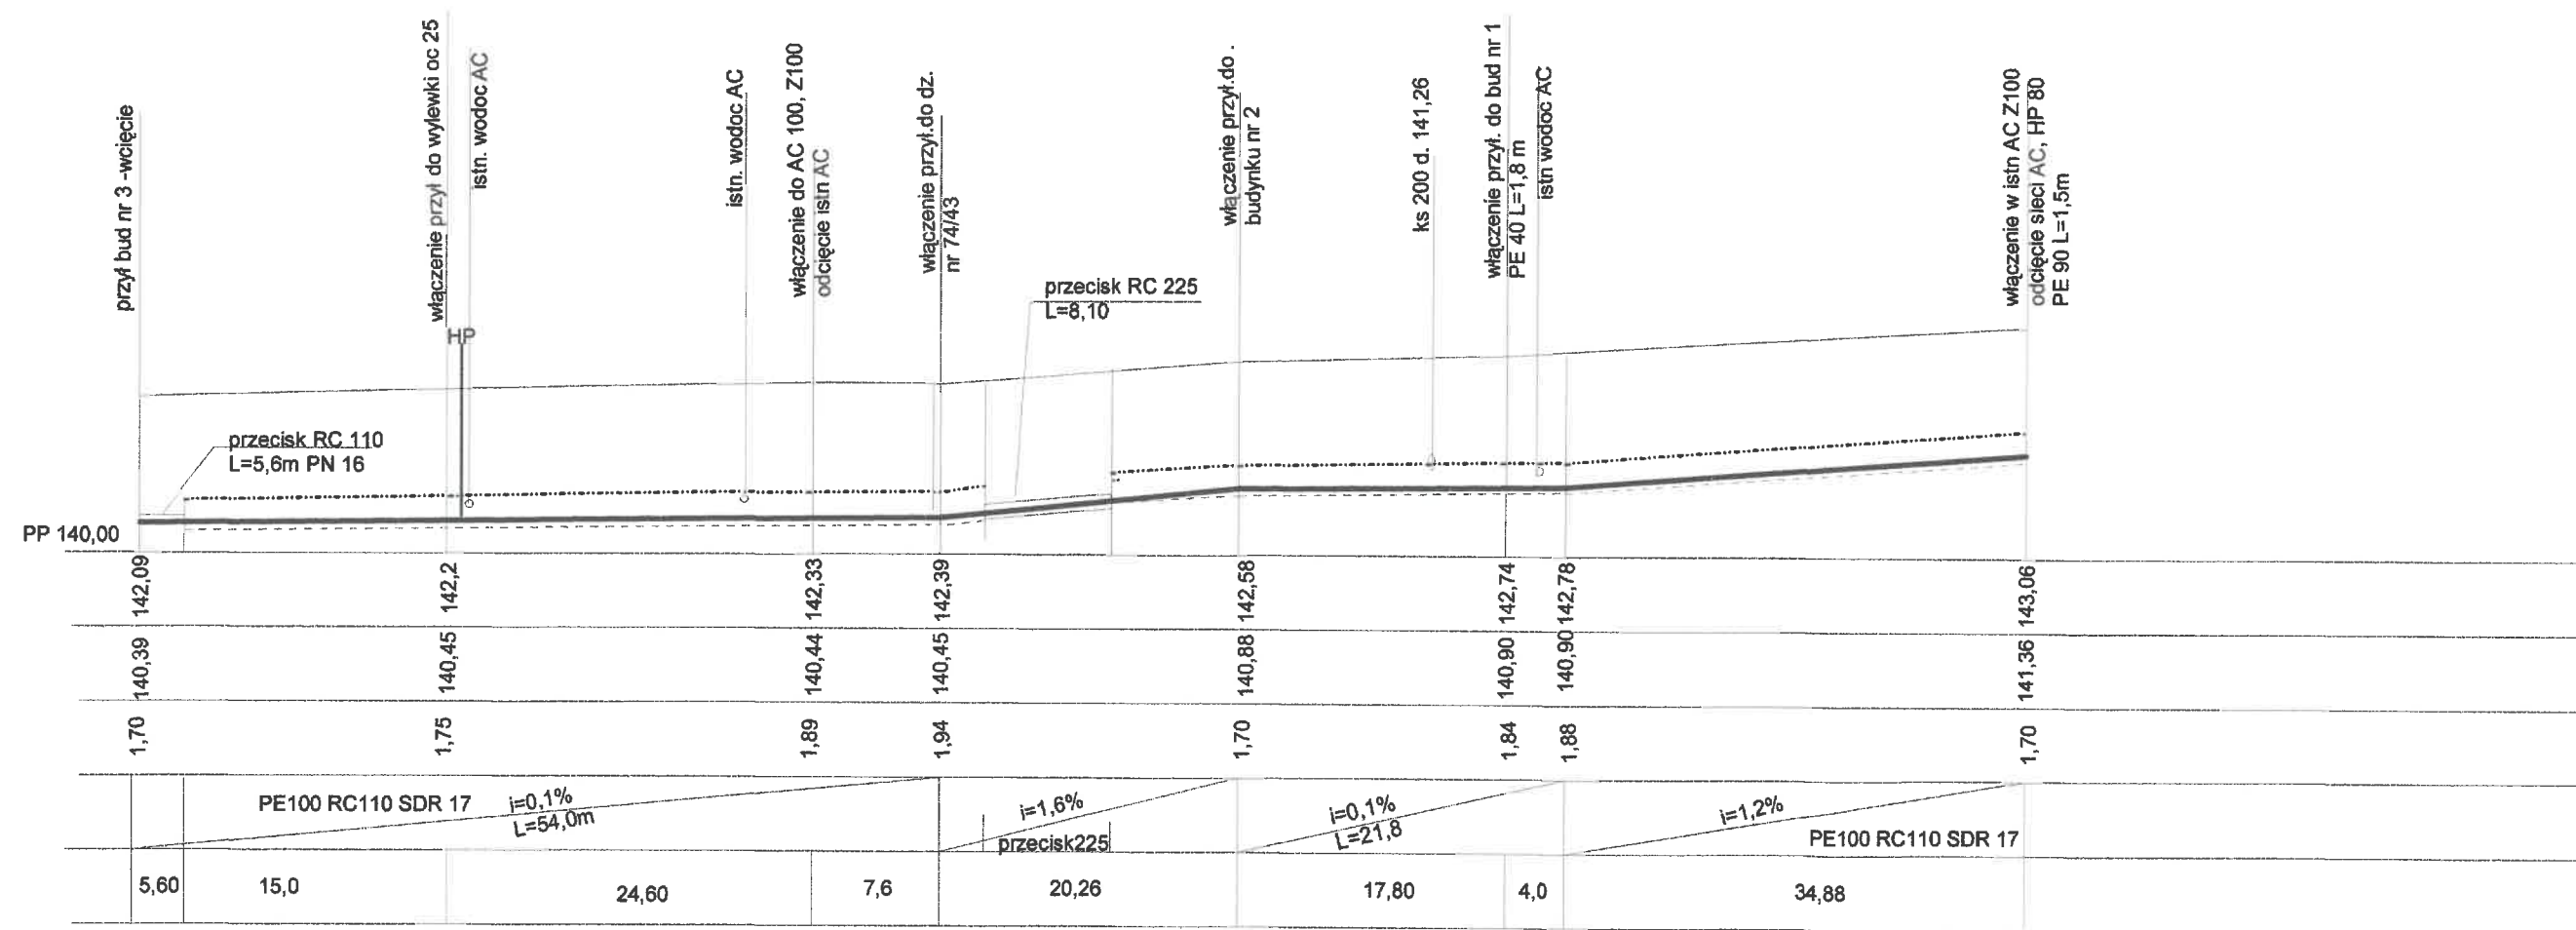 przył bud nr 3 -wcięcie
włączenie przył do wylewki oc 25
istn. wodoc AC
istn. wodoc AC
włączenie do AC 100, Z100
odcięcie istn AC
włączenie przył.do dz.
nr 74/43
włączenie przył.do .
budynku nr 2
ks 200 d. 141,26
włączenie przył. do bud nr 1
PE 40 L=1,8 m
istn wodoc AC
włączenie w istn AC Z100
odcięcie sieci AC, HP 80
PE 90 L=1,5m
HP
przecisk RC 225
L=8,10
przecisk RC 110
L=5,6m PN 16
PP 140,00
142,09 142,2 142,33 142,39 142,58 142,74 142,78 143,06
140,39 140,45 140,44 140,45 140,88 140,90 140,90 141,36
1,70 1,75 1,89 1,94 1,70 1,84 1,88 1,70
PE100 RC110 SDR 17
i=0,1%
L=54,0m
i=1,6%
przecisk225
i=0,1%
L=21,8
i=1,2%
PE100 RC110 SDR 17
5,60 15,0 24,60 7,6 20,26 17,80 4,0 34,88